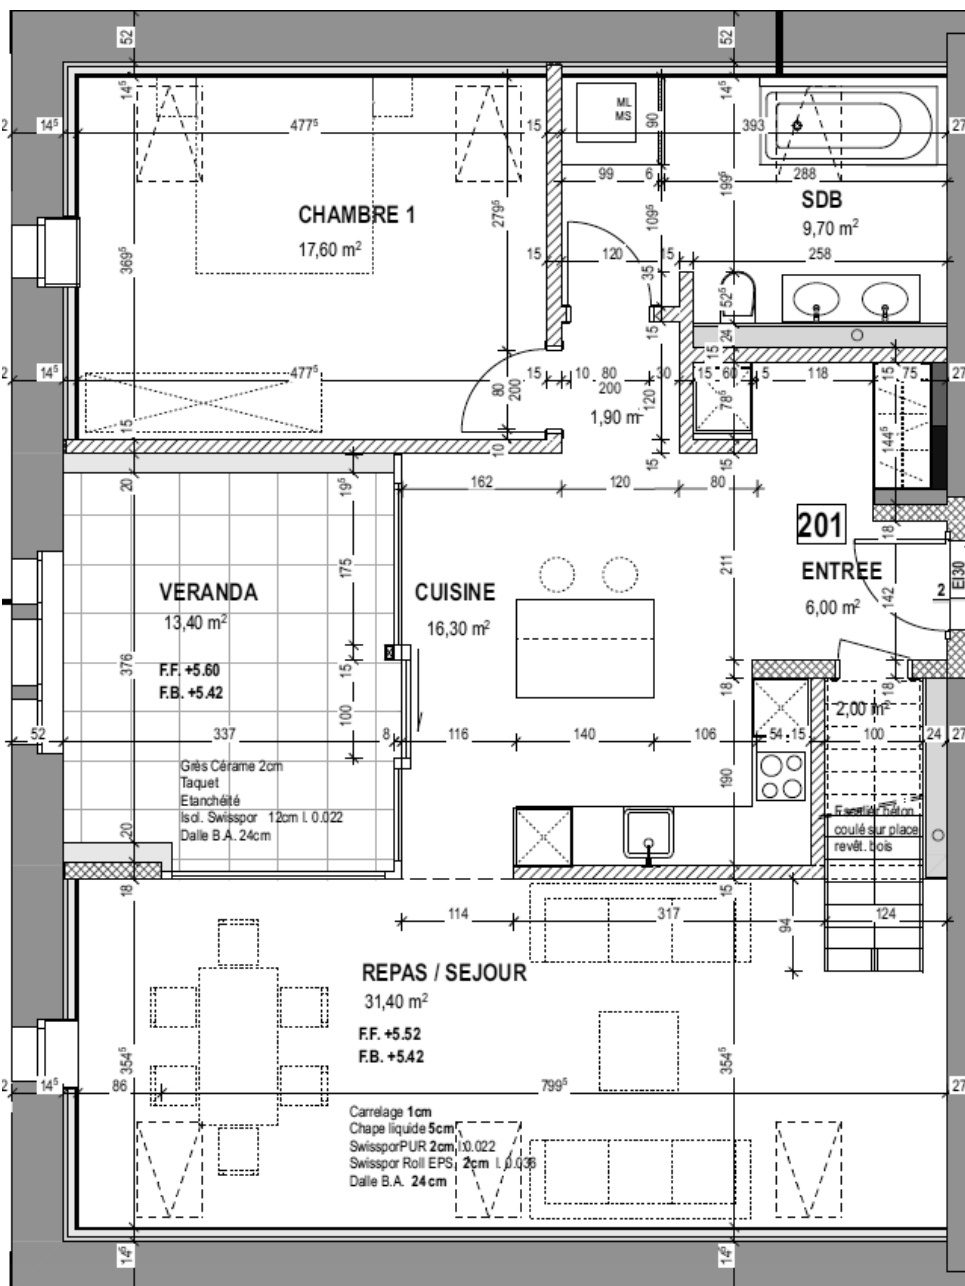 52
52
14⁵
14⁵
2
14⁵
477⁵
15
ML
MS
90
393
27
99
6
288
199⁵
CHAMBRE 1
17,60 m²
279⁵
109⁵
SDB
9,70 m²
369⁵
15
120
15
258
35
52⁵
24
15
15
2
14⁵
477⁵
15
10
80
200
30
15
60
5
118
15
75
27
80
200
1,90 m²
120
78⁵
144⁵
15
10
15
15
20
19⁵
162
120
80
201
18
175
211
VERANDA
13,40 m²
CUISINE
16,30 m²
ENTREE
6,00 m²
142
2
EI30
376
F.F. +5.60
F.B. +5.42
15
18
18
2,00 m²
100
52
337
8
116
140
106
54
15
100
24
27
190
Grès Cérame 2cm
Taquet
Etanchéité
Isol. Swisspor 12cm l. 0.022
Dalle B.A. 24cm
20
Escalier béton
coulé sur place
revêt. bois
18
15
114
317
94
124
REPAS / SEJOUR
31,40 m²
F.F. +5.52
F.B. +5.42
354⁵
354⁵
2
14⁵
86
799⁵
27
Carrelage 1cm
Chape liquide 5cm
SwissporPUR 2cm l.0.022
Swisspor Roll EPS 2cm l. 0.036
Dalle B.A. 24 cm
14⁵
14⁵